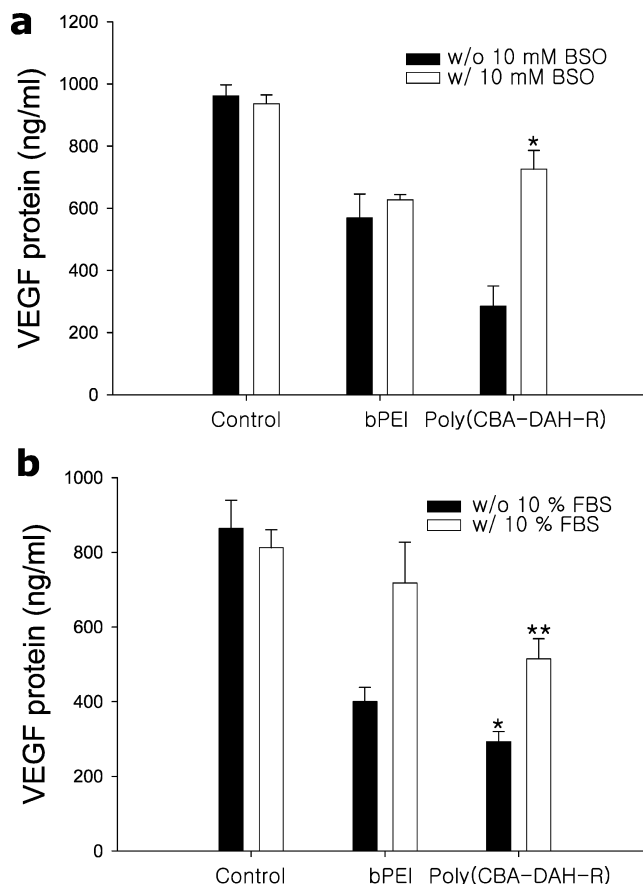 a
1200
1000
800
600
400
200
0
VEGF protein (ng/ml)
w/o 10 mM BSO
w/ 10 mM BSO
*
Control bPEI Poly(CBA-DAH-R)
b
1000
800
600
400
200
0
VEGF protein (ng/ml)
w/o 10 % FBS
w/ 10 % FBS
* **
Control bPEI Poly(CBA-DAH-R)